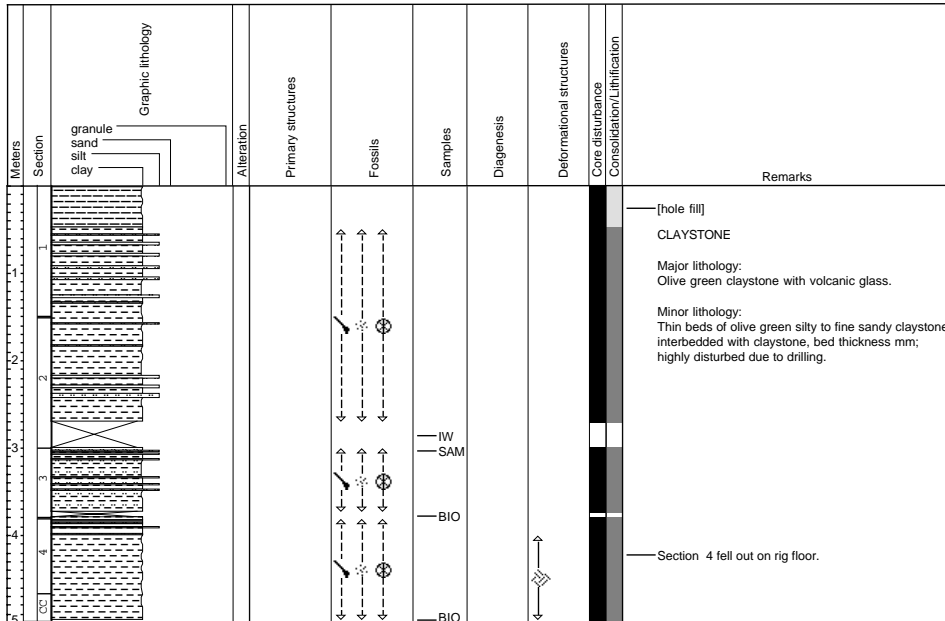 Meters
Section
Graphic lithology
granule
sand
silt
clay
Alteration
Primary structures
Fossils
Samples
Diagenesis
Deformational structures
Core disturbance
Consolidation/Lithification
Remarks
1
2
3
4
CC
1
2
3
4
5
IW
SAM
BIO
BIO
[hole fill]
CLAYSTONE
Major lithology:
Olive green claystone with volcanic glass.
Minor lithology:
Thin beds of olive green silty to fine sandy claystone
interbedded with claystone, bed thickness mm;
highly disturbed due to drilling.
Section 4 fell out on rig floor.